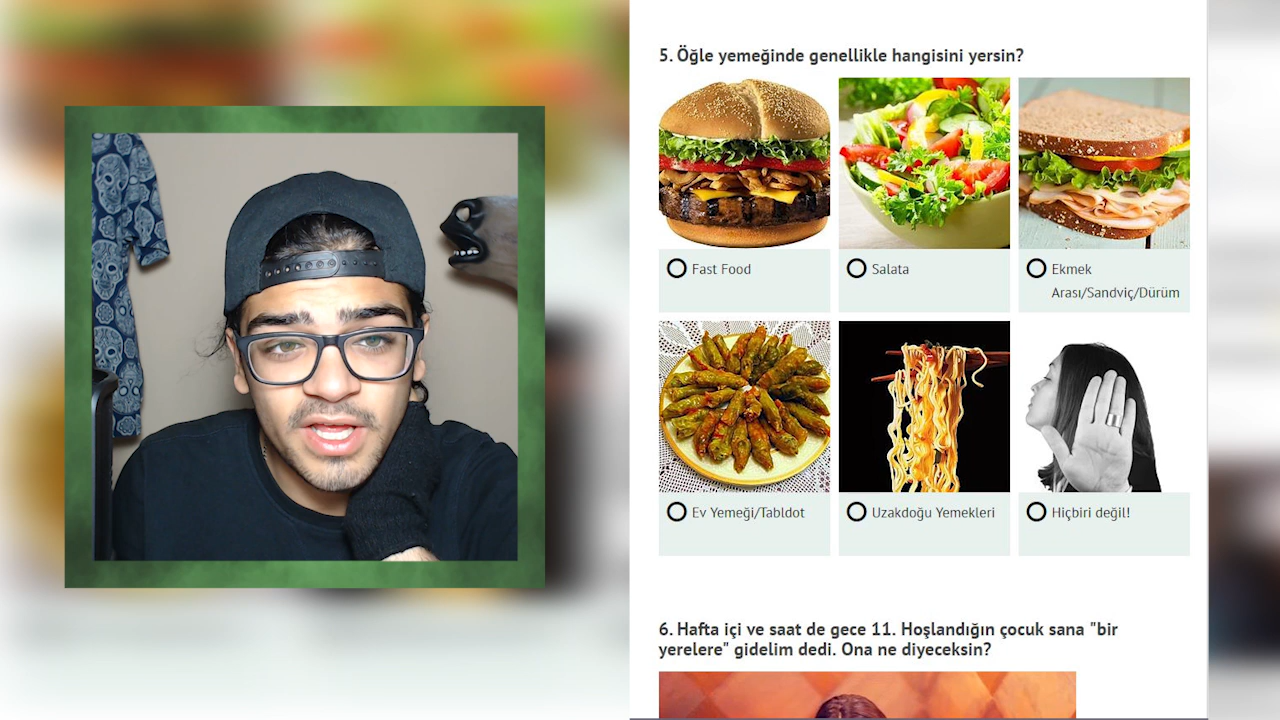 5. Öğle yemeğinde genellikle hangisini yersin?
Fast Food
Salata
Ekmek
Arası/Sandviç/Dürüm
Ev Yemeği/Tabldot
Uzakdoğu Yemekleri
Hiçbiri değil!
6. Hafta içi ve saat de gece 11. Hoşlandığın çocuk sana "bir
yerelere" gidelim dedi. Ona ne diyeceksin?